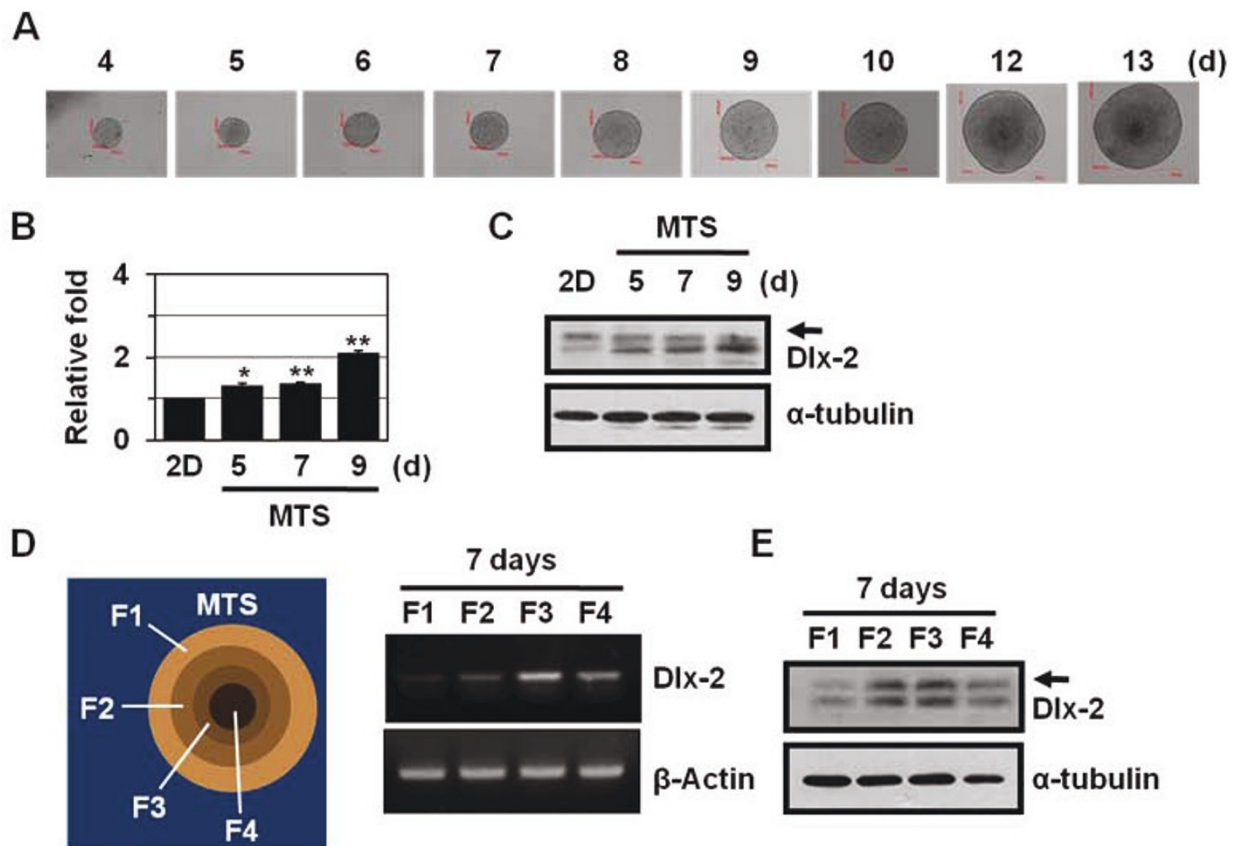 A
4 5 6 7 8 9 10 12 13 (d)
B
Relative fold
4
2
0
* ** **
2D 5 7 9 (d)
MTS
C
MTS
2D 5 7 9 (d)
Dlx-2
α-tubulin
D
MTS
F1
F2
F3
F4
7 days
F1 F2 F3 F4
Dlx-2
β-Actin
E
7 days
F1 F2 F3 F4
Dlx-2
α-tubulin